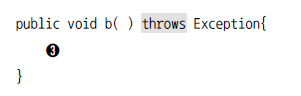 public void b( ) throws Exception{
❸
}